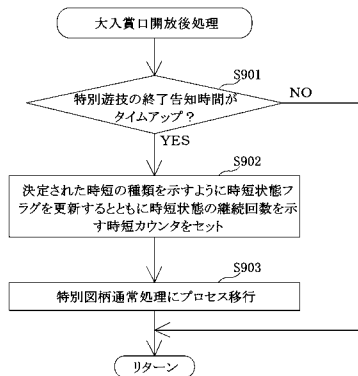 大入賞口開放後処理
S901
特別遊技の終了告知時間が
タイムアップ？
NO
YES
S902
決定された時短の種類を示すように時短状態フ
ラグを更新するとともに時短状態の継続回数を示
す時短カウンタをセット
S903
特別図柄通常処理にプロセス移行
リターン